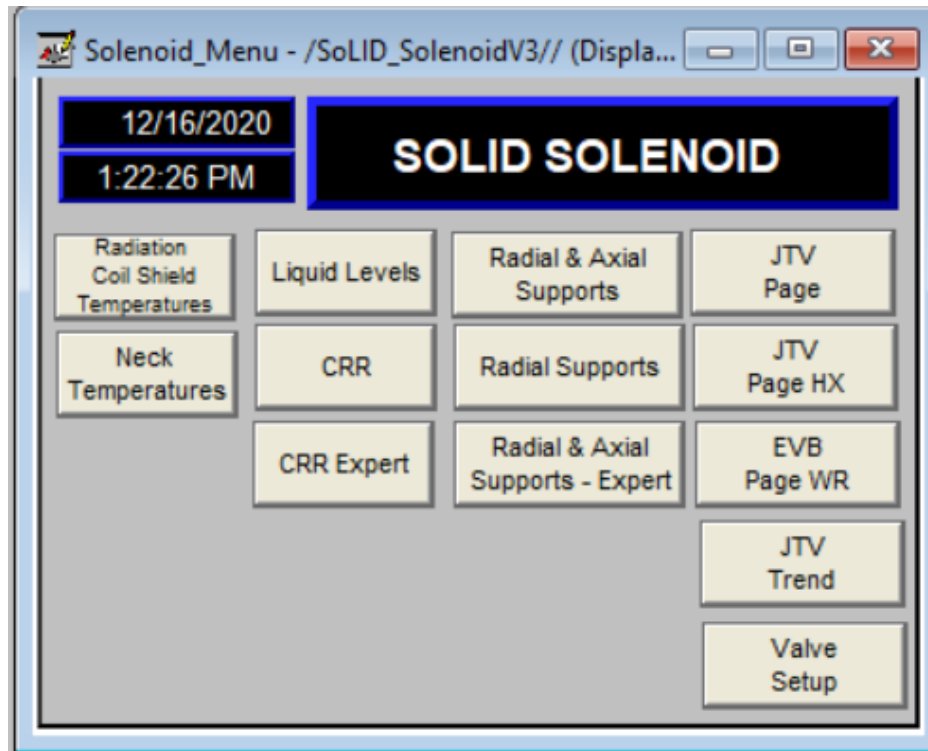 Solenoid_Menu - /SoLID_SolenoidV3// (Displa...
12/16/2020
1:22:26 PM
SOLID SOLENOID
Radiation
Coil Shield
Temperatures
Liquid Levels
Radial & Axial
Supports
JTV
Page
Neck
Temperatures
CRR
Radial Supports
JTV
Page HX
CRR Expert
Radial & Axial
Supports - Expert
EVB
Page WR
JTV
Trend
Valve
Setup